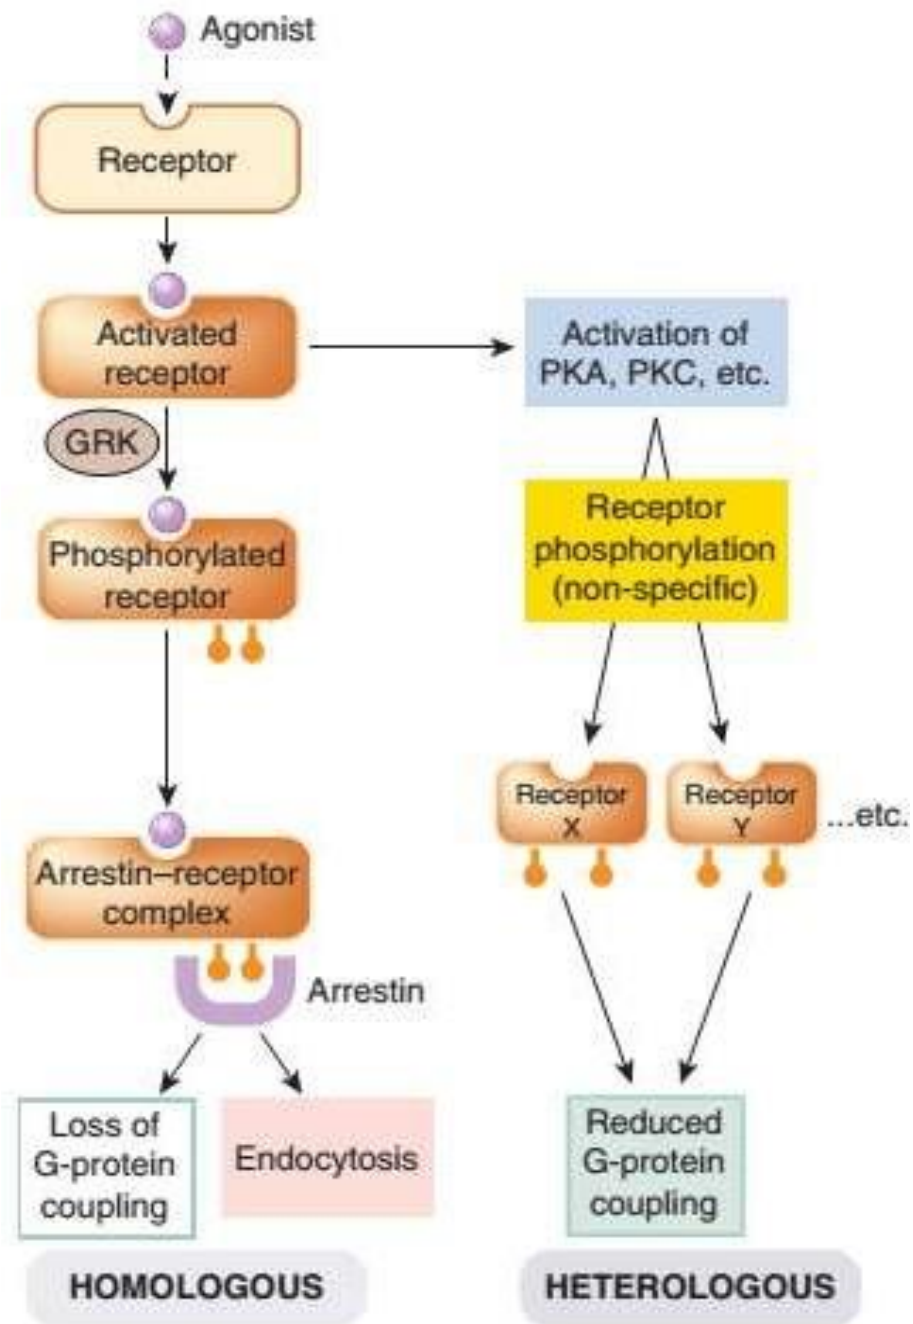 Agonist
Receptor
Activated
receptor
GRK
Phosphorylated
receptor
Arrestin–receptor
complex
Arrestin
Loss of
G-protein
coupling
Endocytosis
HOMOLOGOUS
Activation of
PKA, PKC, etc.
Receptor
phosphorylation
(non-specific)
Receptor
X
Receptor
Y
...etc.
Reduced
G-protein
coupling
HETEROLOGOUS